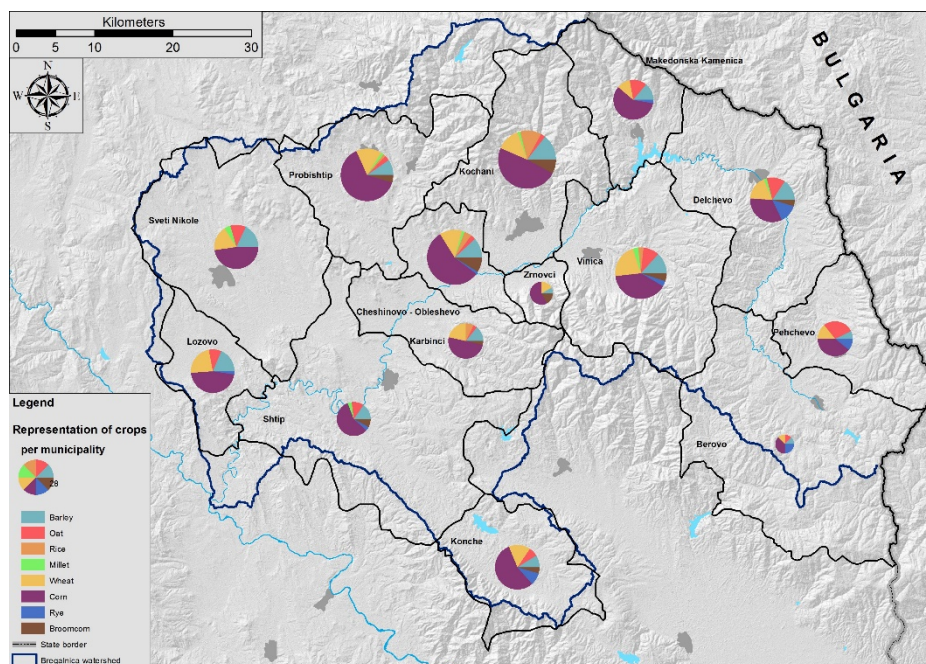 Kilometers
0 5 10 20 30
N
W E
S
BULGARIA
Makedonska Kamenica
Probishtip
Kochani
Delchevo
Sveti Nikole
Vinica
Zrnovci
Cheshinovo - Obleshevo
Karbinci
Pehchevo
Lozovo
Shtip
Berovo
Konche
Legend
Representation of crops
per municipality
28
Barley
Oat
Rice
Millet
Wheat
Corn
Rye
Broomcorn
State border
Bregalnica watershed